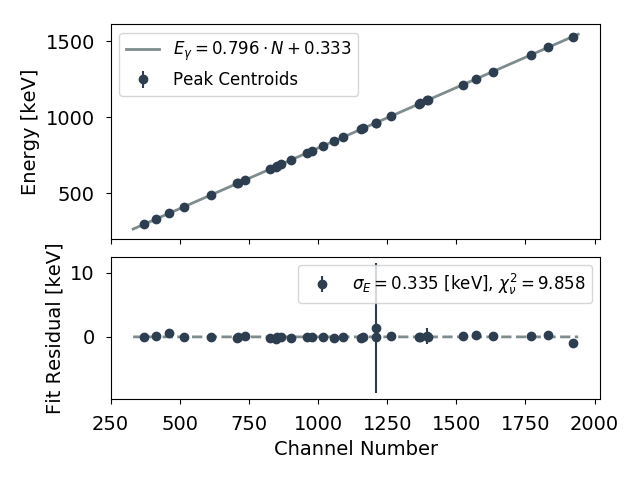 1500
1000
500
Energy [keV]
E_γ = 0.796 · N + 0.333
Peak Centroids
10
0
Fit Residual [keV]
σ_E = 0.335 [keV], χ²_ν = 9.858
250 500 750 1000 1250 1500 1750 2000
Channel Number